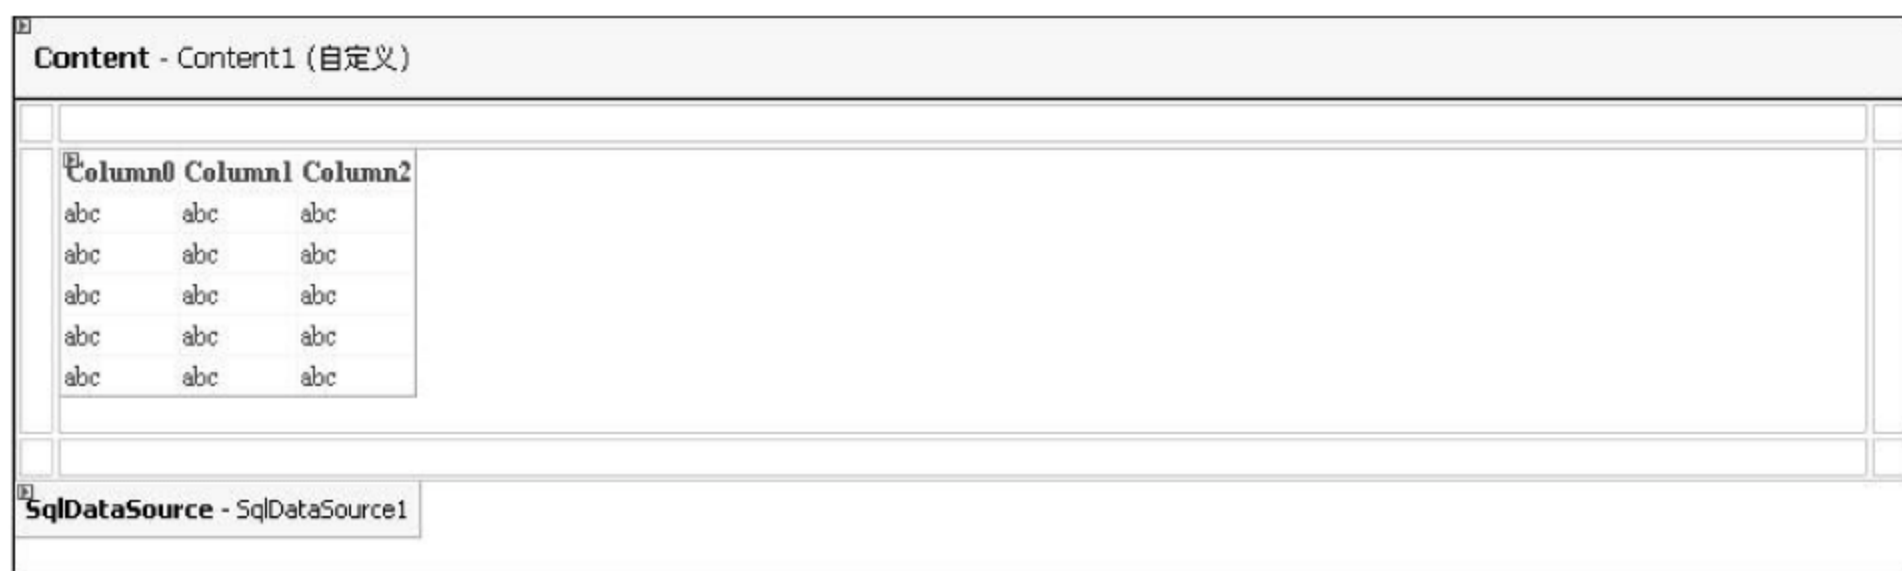 Content - Content1 (自定义)
Column0 Column1 Column2
abc abc abc
abc abc abc
abc abc abc
abc abc abc
abc abc abc
SqlDataSource - SqlDataSource1